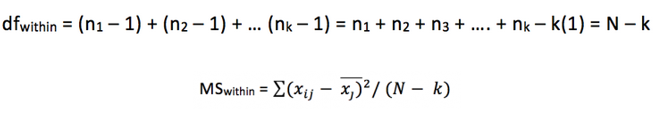 dfwithin = (n₁ – 1) + (n₂ – 1) + ... (nk – 1) = n₁ + n₂ + n₃ + .... + nk – k(1) = N – k
MSwithin = ∑(xᵢⱼ − x̅ⱼ)²/ (N − k)